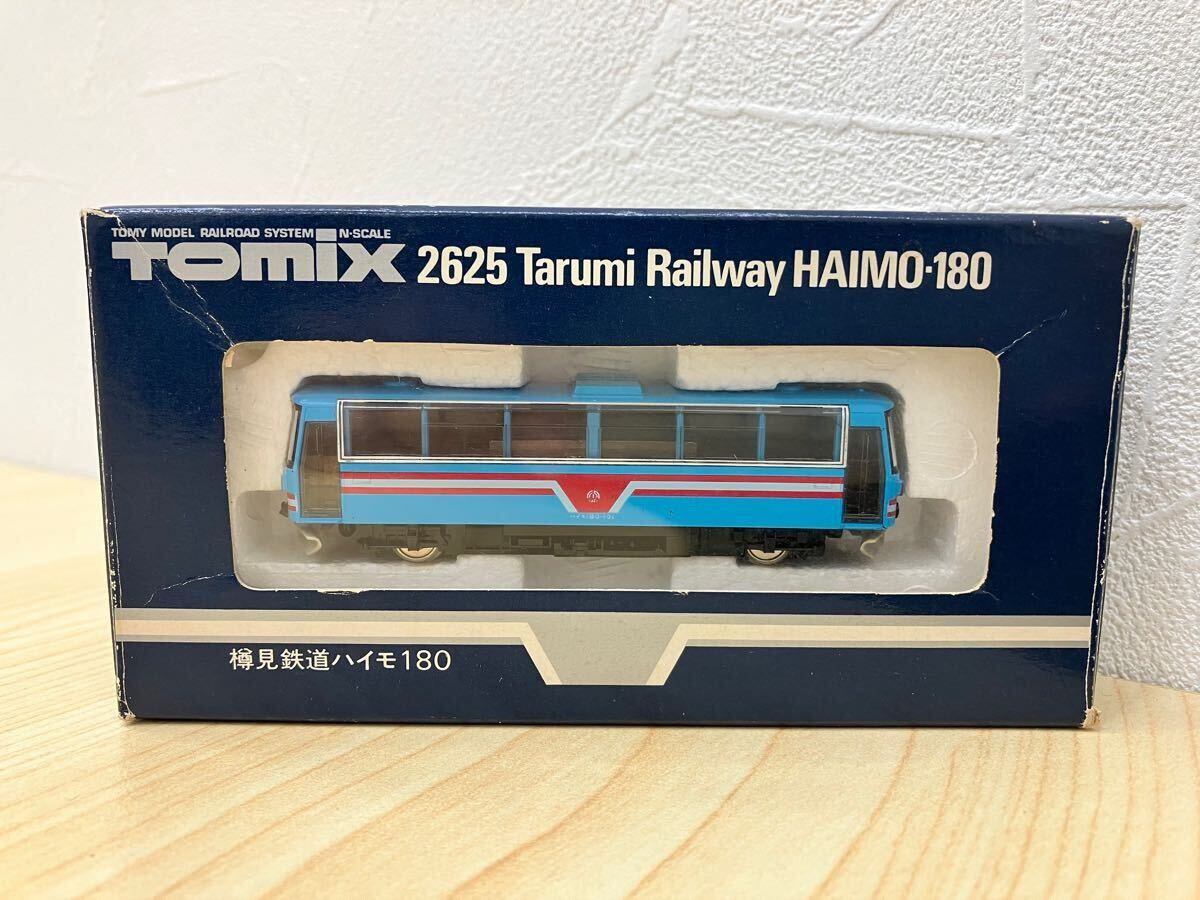 TOMY MODEL RAILROAD SYSTEM N-SCALE
TOMIX 2625 Tarumi Railway HAIMO-180
樽見鉄道ハイモ180